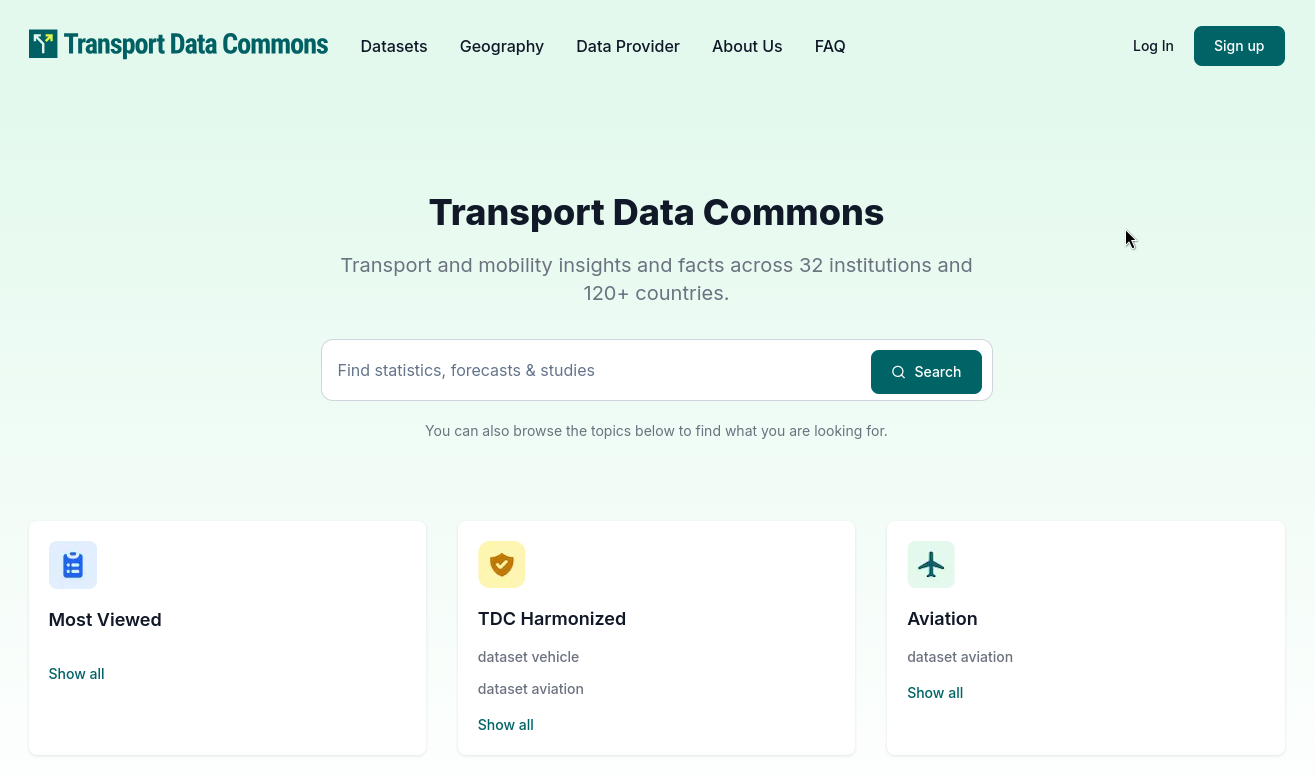 Transport Data Commons Datasets Geography Data Provider About Us FAQ Log In Sign up
Transport Data Commons
Transport and mobility insights and facts across 32 institutions and
120+ countries.
Find statistics, forecasts & studies Search
You can also browse the topics below to find what you are looking for.
Most Viewed
Show all
TDC Harmonized
dataset vehicle
dataset aviation
Show all
Aviation
dataset aviation
Show all